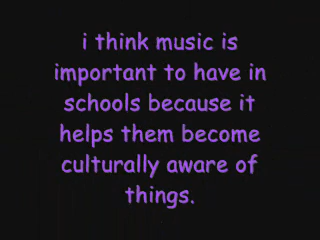 i think music is
important to have in
schools because it
helps them become
culturally aware of
things.